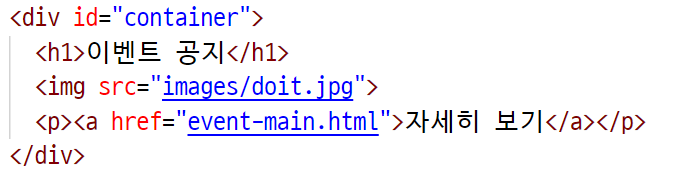 <div id="container">
<h1>이벤트 공지</h1>
<img src="images/doit.jpg">
<p><a href="event-main.html">자세히 보기</a></p>
</div>